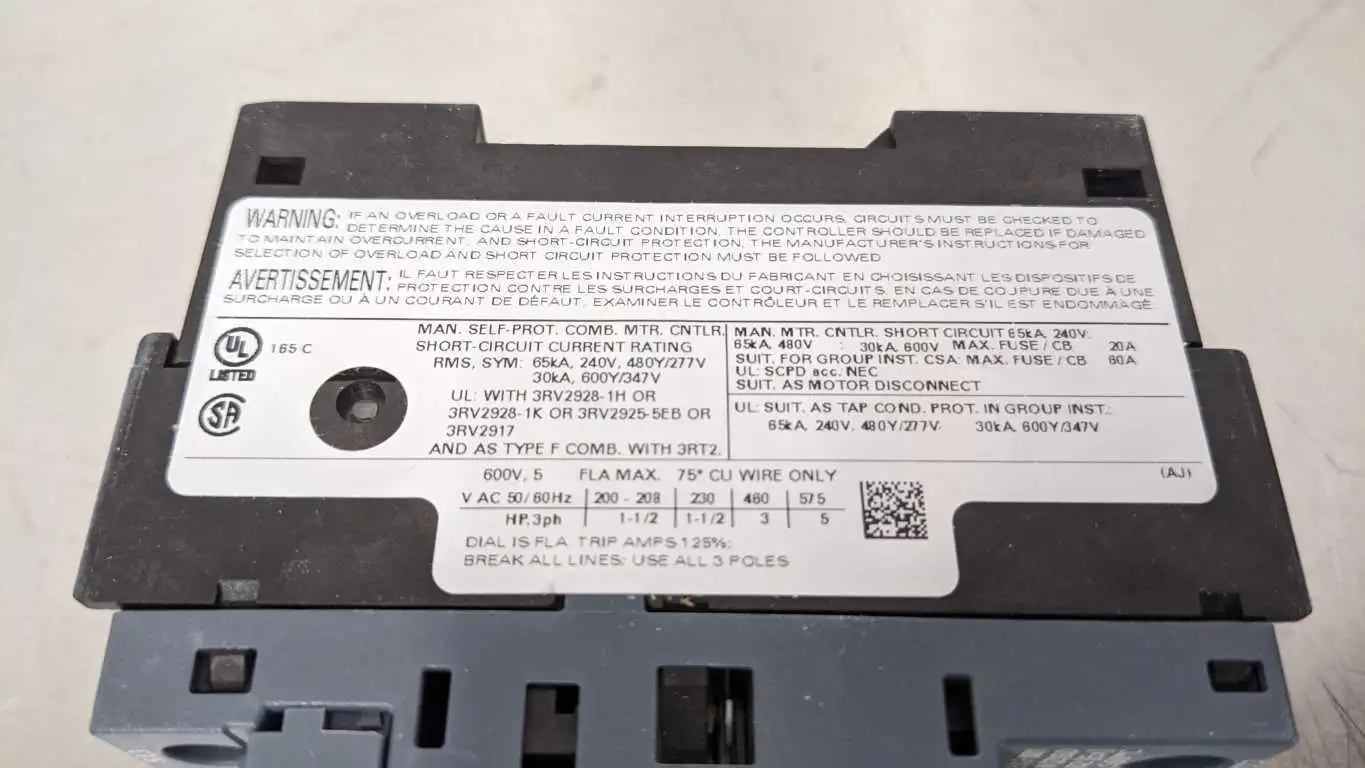 WARNING: IF AN OVERLOAD OR A FAULT CURRENT INTERRUPTION OCCURS, CIRCUITS MUST BE CHECKED TO
DETERMINE THE CAUSE IN A FAULT CONDITION, THE CONTROLLER SHOULD BE REPLACED IF DAMAGED
TO MAINTAIN OVERCURRENT, AND SHORT-CIRCUIT PROTECTION, THE MANUFACTURER'S INSTRUCTIONS FOR
SELECTION OF OVERLOAD AND SHORT CIRCUIT PROTECTION MUST BE FOLLOWED
AVERTISSEMENT: IL FAUT RESPECTER LES INSTRUCTIONS DU FABRICANT EN CHOISISSANT LES DISPOSITIFS DE
PROTECTION CONTRE LES SURCHARGES ET COURT-CIRCUITS, EN CAS DE COUPURE DUE À UNE
SURCHARGE OU À UN COURANT DE DÉFAUT, EXAMINER LE CONTRÔLEUR ET LE REMPLACER S'IL EST ENDOMMAGÉ
UL 165 C
LISTED
SA
MAN. SELF-PROT. COMB. MTR. CNTLR.
SHORT-CIRCUIT CURRENT RATING
RMS, SYM: 65kA, 240V, 480Y/277V
30kA, 600Y/347V
UL: WITH 3RV2928-1H OR
3RV2928-1K OR 3RV2925-5EB OR
3RV2917
AND AS TYPE F COMB. WITH 3RT2.
MAN. MTR. CNTLR. SHORT CIRCUIT 65kA, 240V:
65kA, 480V : 30kA, 600V MAX. FUSE / CB 20A
SUIT. FOR GROUP INST. CSA: MAX. FUSE / CB 60A
UL: SCPD acc. NEC
SUIT. AS MOTOR DISCONNECT
UL: SUIT. AS TAP COND. PROT. IN GROUP INST.:
65kA, 240V, 480Y/277V 30kA, 600Y/347V
600V, 5 FLA MAX. 75° CU WIRE ONLY (AJ)
V AC 50/60Hz 200 - 208 230 460 575
HP, 3ph 1-1/2 1-1/2 3 5
DIAL IS FLA. TRIP AMPS 125%:
BREAK ALL LINES: USE ALL 3 POLES